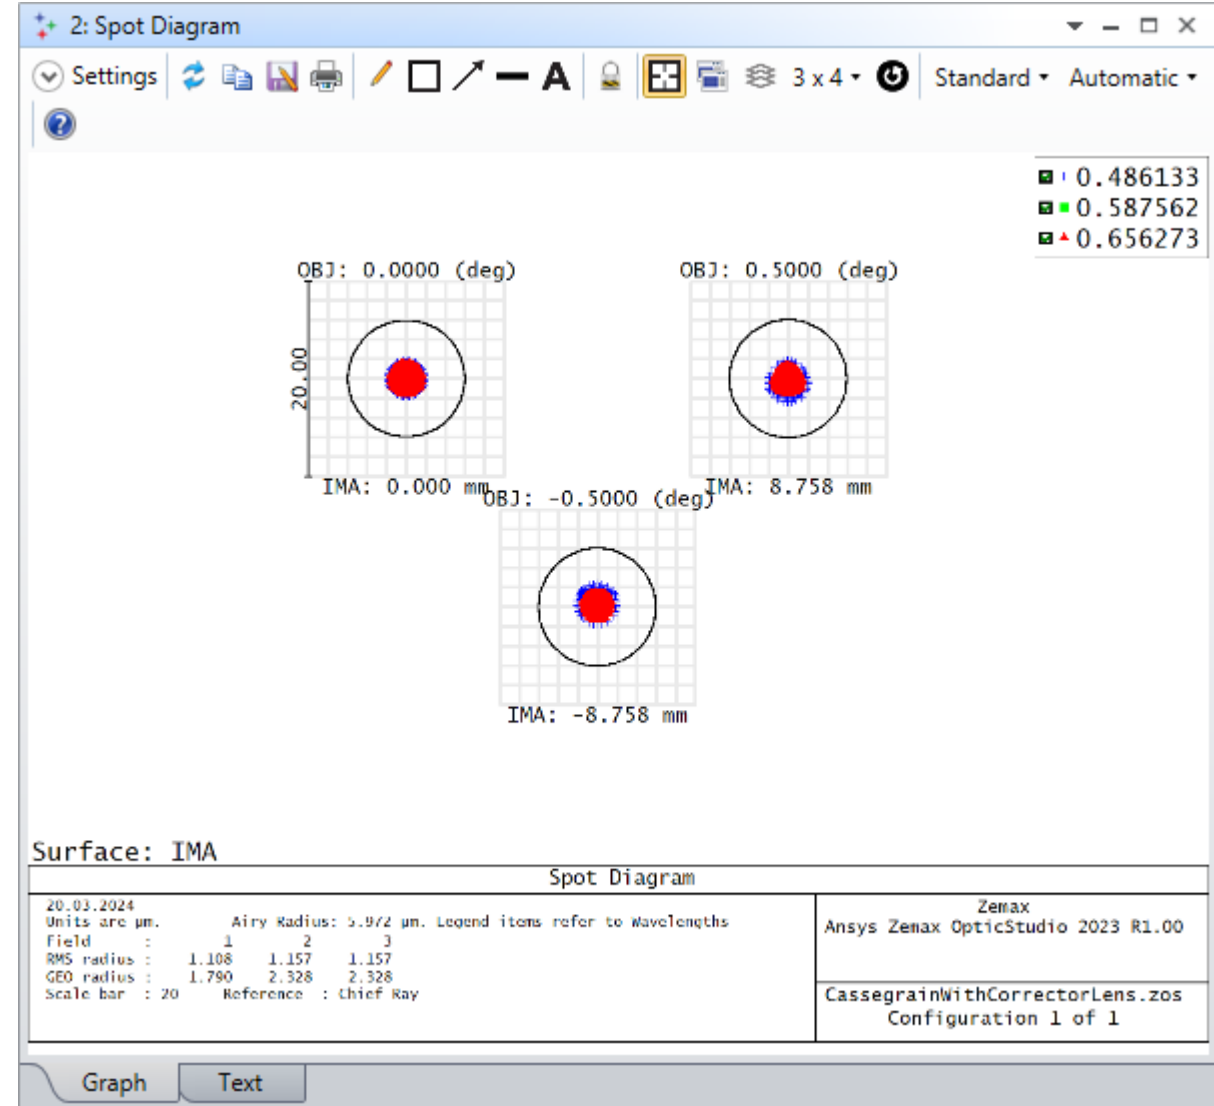 2: Spot Diagram
Settings
A
3 x 4
Standard
Automatic
0.486133
0.587562
0.656273
OBJ: 0.0000 (deg)
OBJ: 0.5000 (deg)
20.00
IMA: 0.000 mm
IMA: 8.758 mm
OBJ: -0.5000 (deg)
IMA: -8.758 mm
Surface: IMA
Spot Diagram
20.03.2024
Units are µm. Airy Radius: 5.972 µm. Legend items refer to Wavelengths
Field : 1 2 3
RMS radius : 1.108 1.157 1.157
GEO radius : 1.790 2.328 2.328
Scale bar : 20 Reference : Chief Ray
Zemax
Ansys Zemax OpticStudio 2023 R1.00
CassegrainWithCorrectorLens.zos
Configuration 1 of 1
Graph
Text